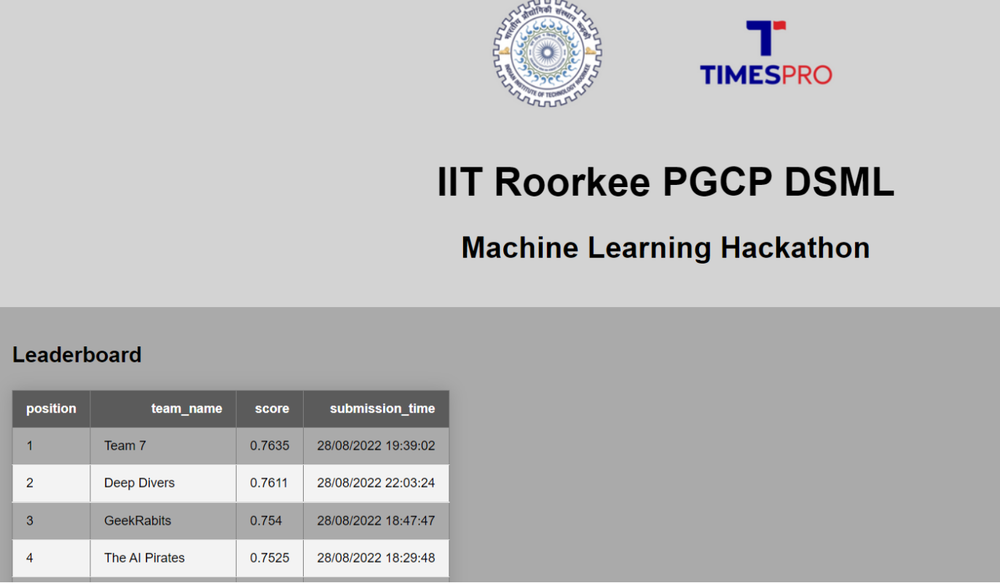 भारतीय प्रौद्योगिकी संस्थान रूड़की
INDIAN INSTITUTE OF TECHNOLOGY ROORKEE
TIMESPRO
IIT Roorkee PGCP DSML
Machine Learning Hackathon
Leaderboard
position team_name score submission_time
1 Team 7 0.7635 28/08/2022 19:39:02
2 Deep Divers 0.7611 28/08/2022 22:03:24
3 GeekRabits 0.754 28/08/2022 18:47:47
4 The AI Pirates 0.7525 28/08/2022 18:29:48